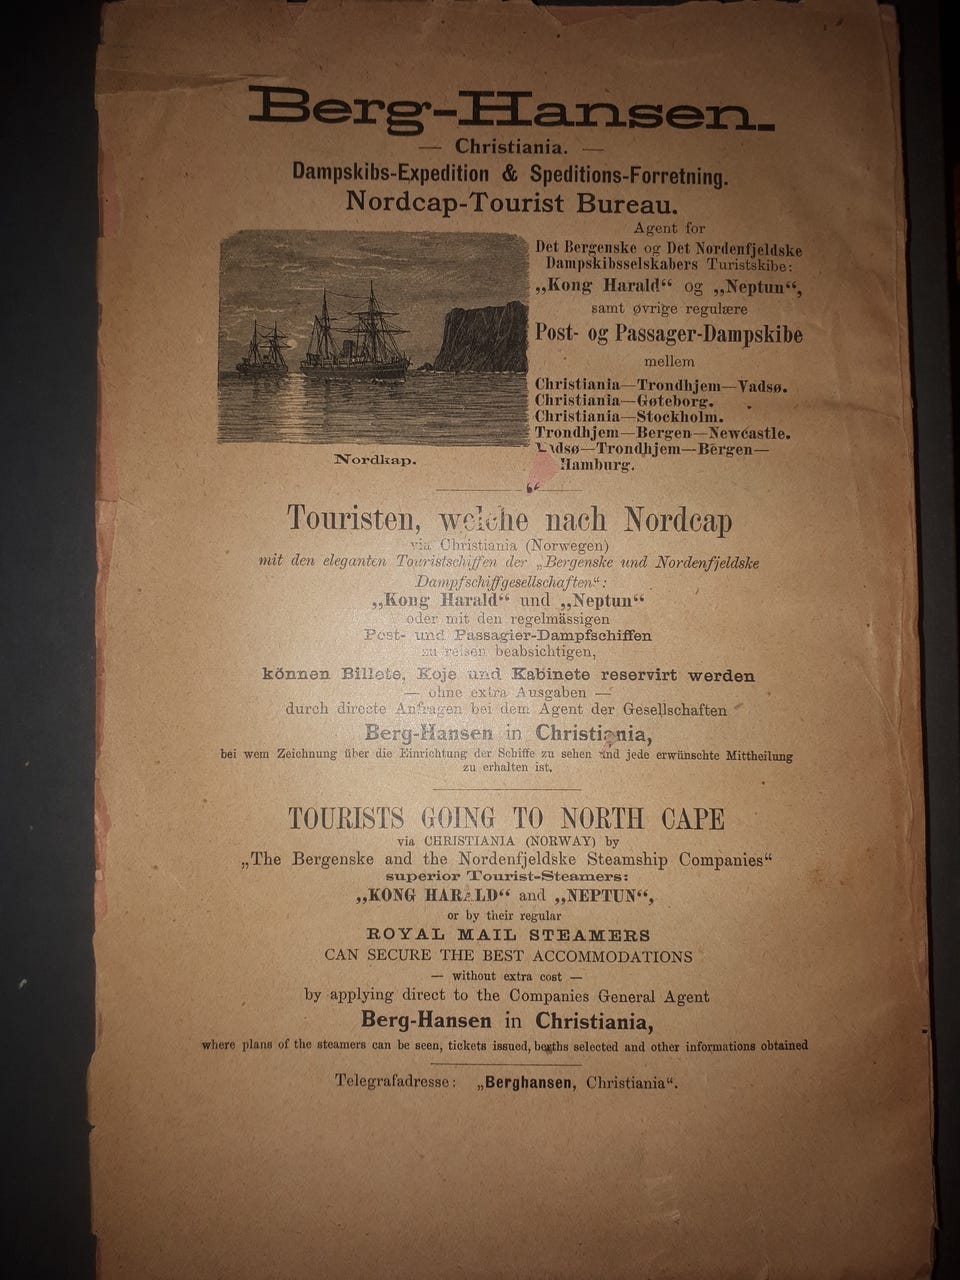 Berg-Hansen.
— Christiania. —
Dampskibs-Expedition & Speditions-Forretning.
Nordcap-Tourist Bureau.
Agent for
Det Bergenske og Det Nordenfjeldske
Dampskibsselskabers Turistskibe:
„Kong Harald“ og „Neptun“,
samt øvrige regulære
Post- og Passager-Dampskibe
mellem
Christiania—Trondhjem—Vadsø.
Christiania—Gøteborg.
Christiania—Stockholm.
Trondhjem—Bergen—Newcastle.
Vadsø—Trondhjem—Bergen—
Hamburg.
Nordkap.
Touristen, welche nach Nordcap
via Christiania (Norwegen)
mit den eleganten Touristschiffen der „Bergenske und Nordenfjeldske
Dampfschiffgesellschaften“:
„Kong Harald“ und „Neptun“
oder mit den regelmässigen
Post- und Passagier-Dampfschiffen
zu reisen beabsichtigen,
können Billete, Koje und Kabinete reservirt werden
— ohne extra Ausgaben —
durch directe Anfragen bei dem Agent der Gesellschaften
Berg-Hansen in Christiania,
bei wem Zeichnung über die Einrichtung der Schiffe zu sehen und jede erwünschte Mittheilung
zu erhalten ist.
TOURISTS GOING TO NORTH CAPE
via CHRISTIANIA (NORWAY) by
„The Bergenske and the Nordenfjeldske Steamship Companies“
superior Tourist-Steamers:
„KONG HARALD“ and „NEPTUN“,
or by their regular
ROYAL MAIL STEAMERS
CAN SECURE THE BEST ACCOMMODATIONS
— without extra cost —
by applying direct to the Companies General Agent
Berg-Hansen in Christiania,
where plans of the steamers can be seen, tickets issued, berths selected and other informations obtained
Telegrafadresse: „Berghansen, Christiania“.